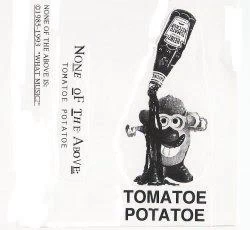 NONE OF THE ABOVE IS:
©1985-1993 "WHAT MUSIC?"
NONE OF THE ABOVE:
TOMATOE POTATOE
TOMATOE
POTATOE